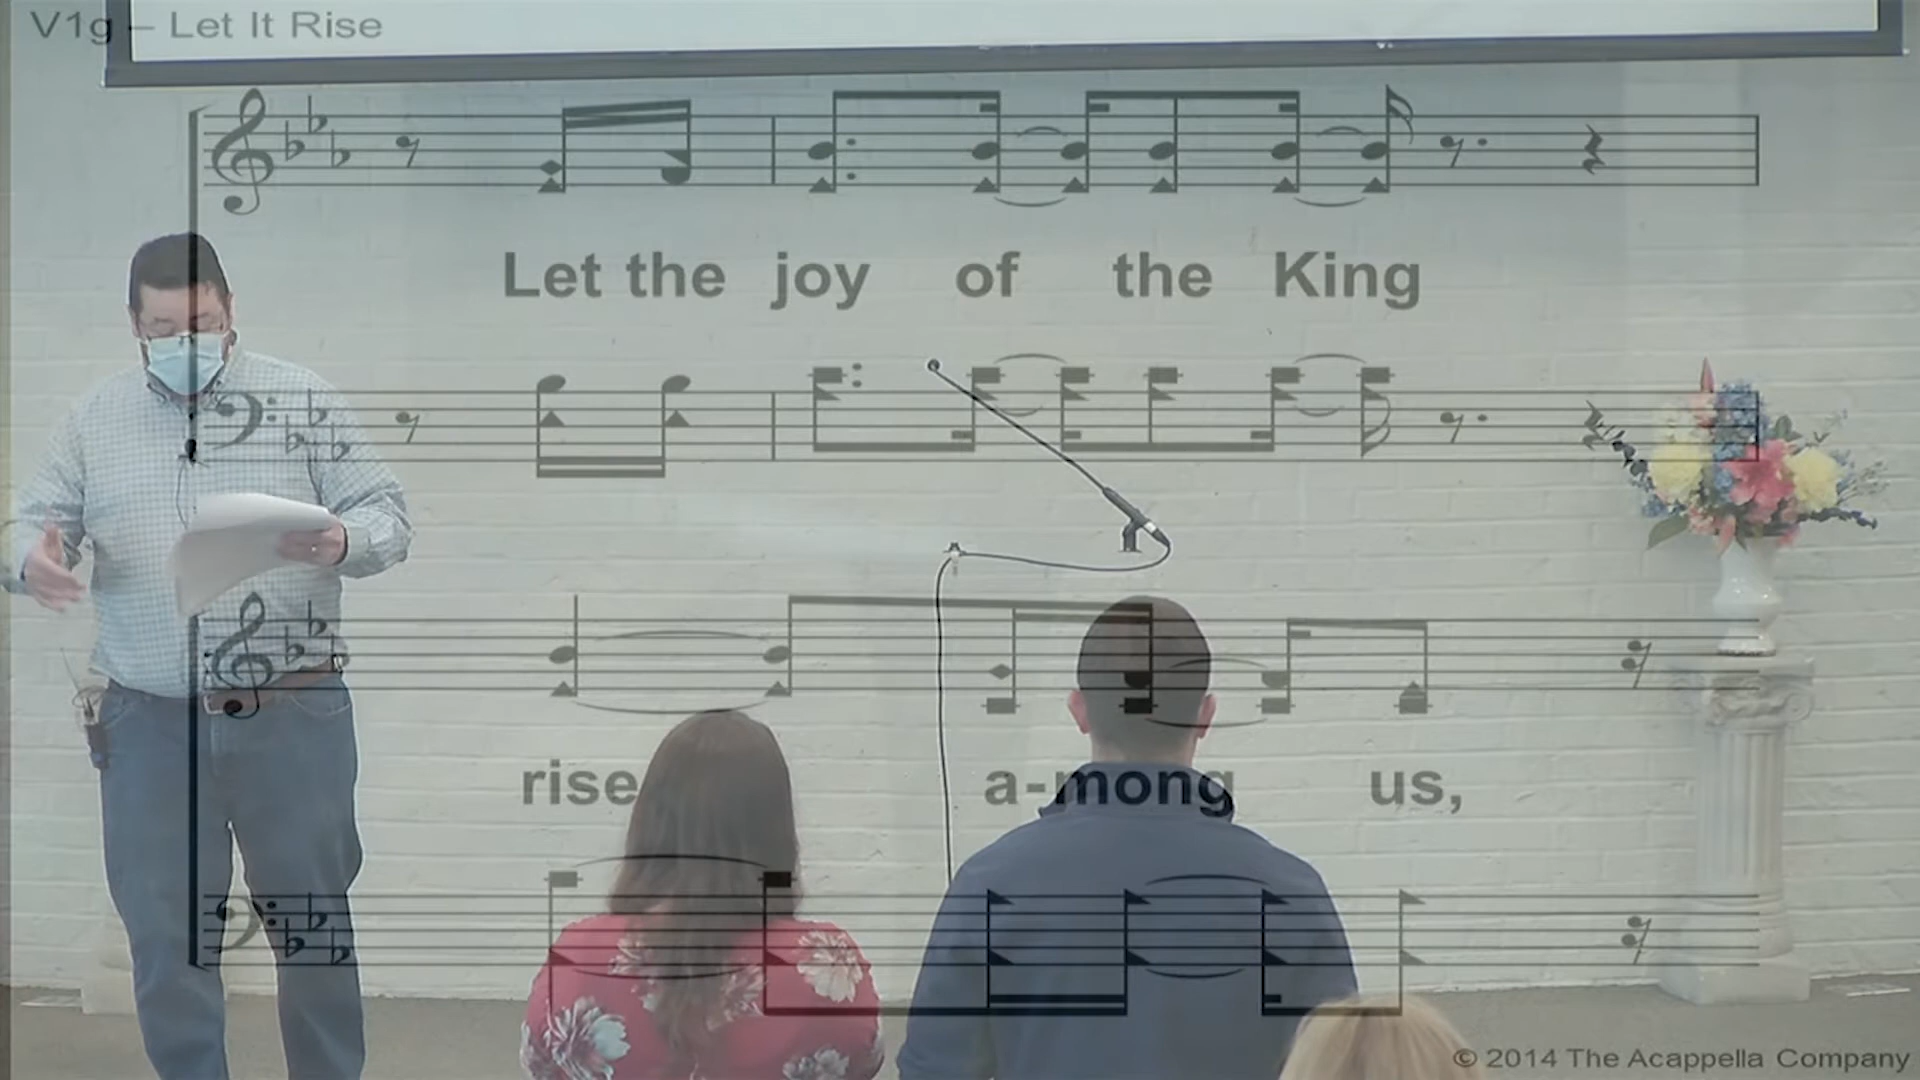 V1g – Let It Rise
Let the joy of the King
rise a-mong us,
© 2014 The Acappella Company